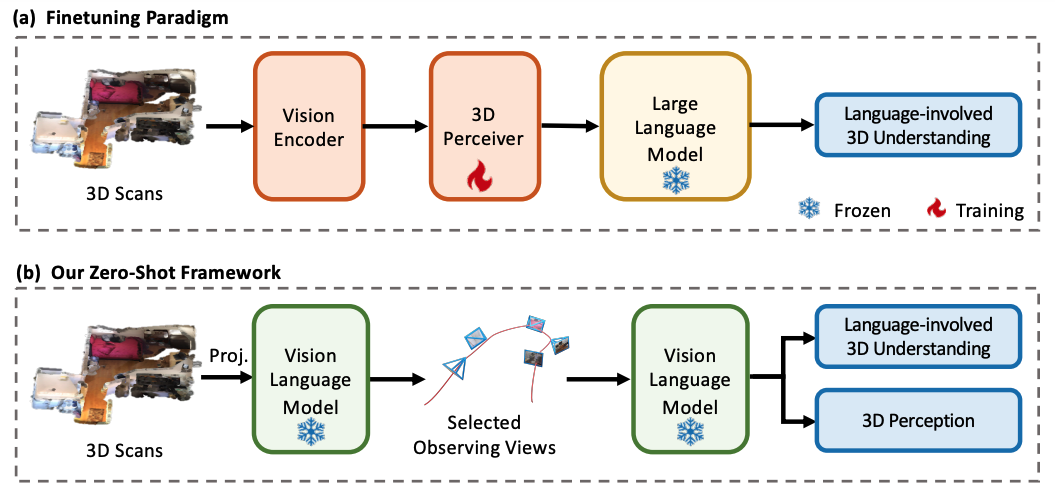 (a) Finetuning Paradigm
Vision
Encoder
3D
Perceiver
Large
Language
Model
Language-involved
3D Understanding
3D Scans
Frozen
Training
(b) Our Zero-Shot Framework
Proj.
Vision
Language
Model
Selected
Observing Views
Vision
Language
Model
Language-involved
3D Understanding
3D Perception
3D Scans